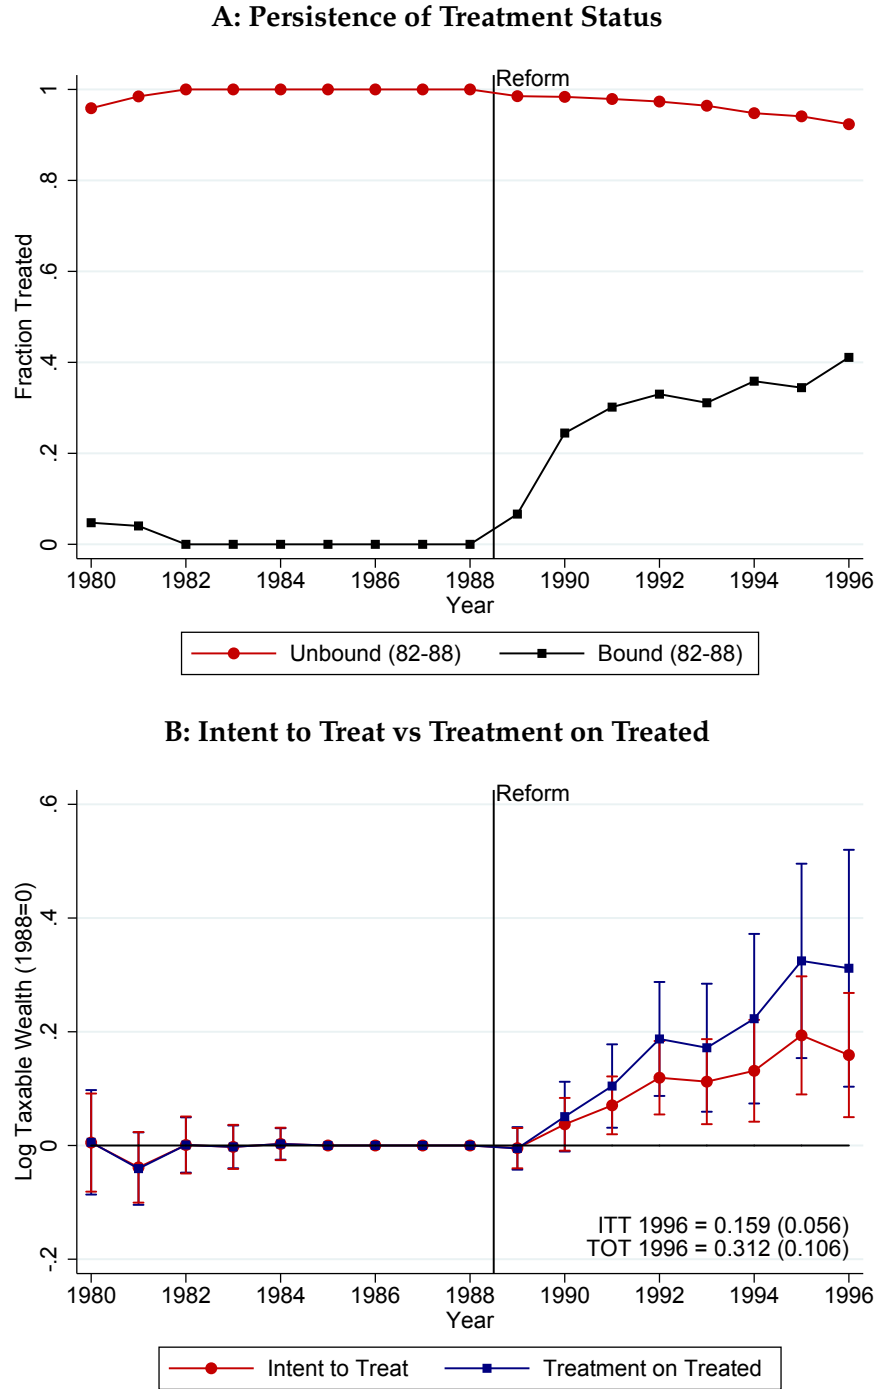 A: Persistence of Treatment Status
Reform
1
.8
.6
.4
.2
0
Fraction Treated
1980 1982 1984 1986 1988 1990 1992 1994 1996
Year
Unbound (82-88) Bound (82-88)
B: Intent to Treat vs Treatment on Treated
Reform
.6
.4
.2
0
-.2
Log Taxable Wealth (1988=0)
ITT 1996 = 0.159 (0.056)
TOT 1996 = 0.312 (0.106)
1980 1982 1984 1986 1988 1990 1992 1994 1996
Year
Intent to Treat Treatment on Treated